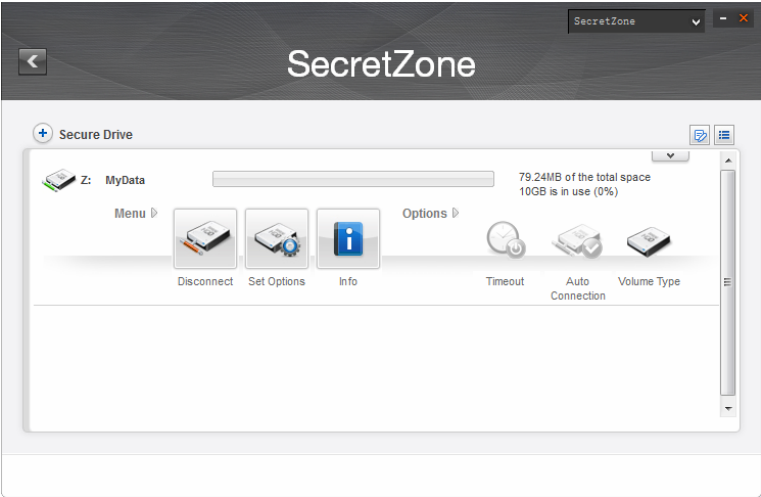 SecretZone
SecretZone
Secure Drive
Z: MyData
79.24MB of the total space
10GB is in use (0%)
Menu
Options
Disconnect
Set Options
Info
Timeout
Auto
Connection
Volume Type